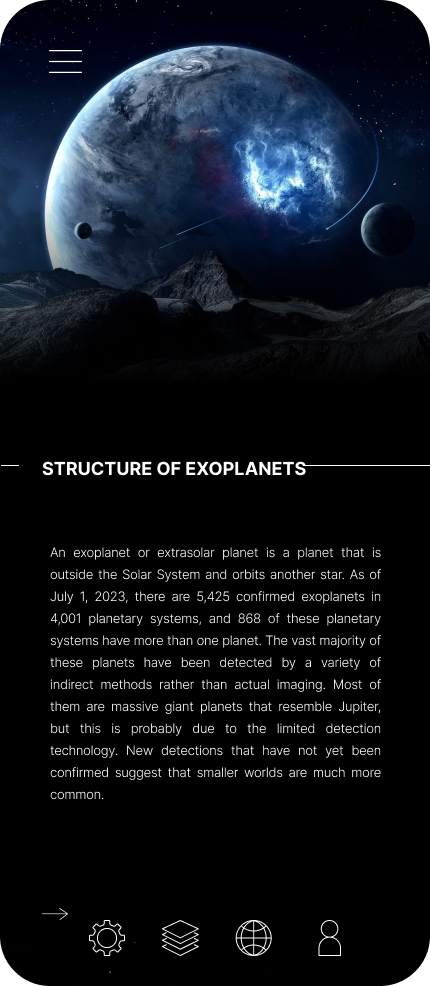 STRUCTURE OF EXOPLANETS
An exoplanet or extrasolar planet is a planet that is
outside the Solar System and orbits another star. As of
July 1, 2023, there are 5,425 confirmed exoplanets in
4,001 planetary systems, and 868 of these planetary
systems have more than one planet. The vast majority of
these planets have been detected by a variety of
indirect methods rather than actual imaging. Most of
them are massive giant planets that resemble Jupiter,
but this is probably due to the limited detection
technology. New detections that have not yet been
confirmed suggest that smaller worlds are much more
common.